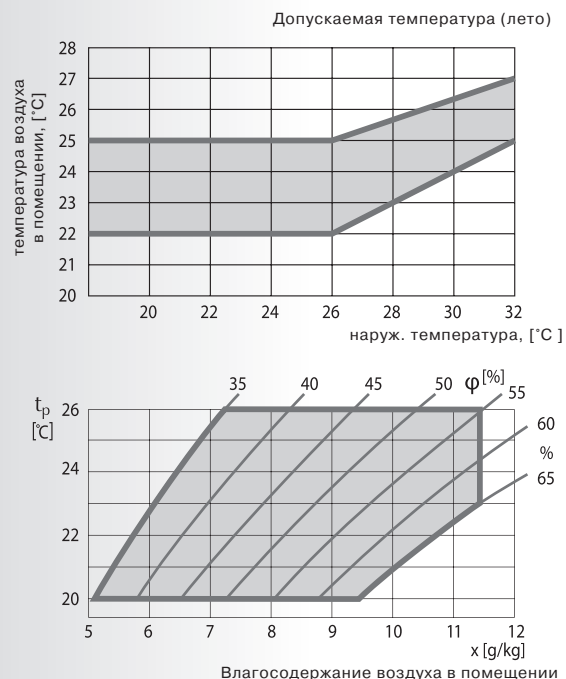 Допускаемая температура (лето)
температура воздуха
в помещении, [°C]
28
27
26
25
24
23
22
21
20
20 22 24 26 28 30 32
наруж. температура, [°C ]
35 40 45 50 φ [%] 55
60
%
65
tp
[°C]
26
24
22
20
5 6 7 8 9 10 11 12
x [g/kg]
Влагосодержание воздуха в помещении